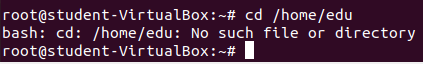 root@student-VirtualBox:~# cd /home/edu
bash: cd: /home/edu: No such file or directory
root@student-VirtualBox:~#